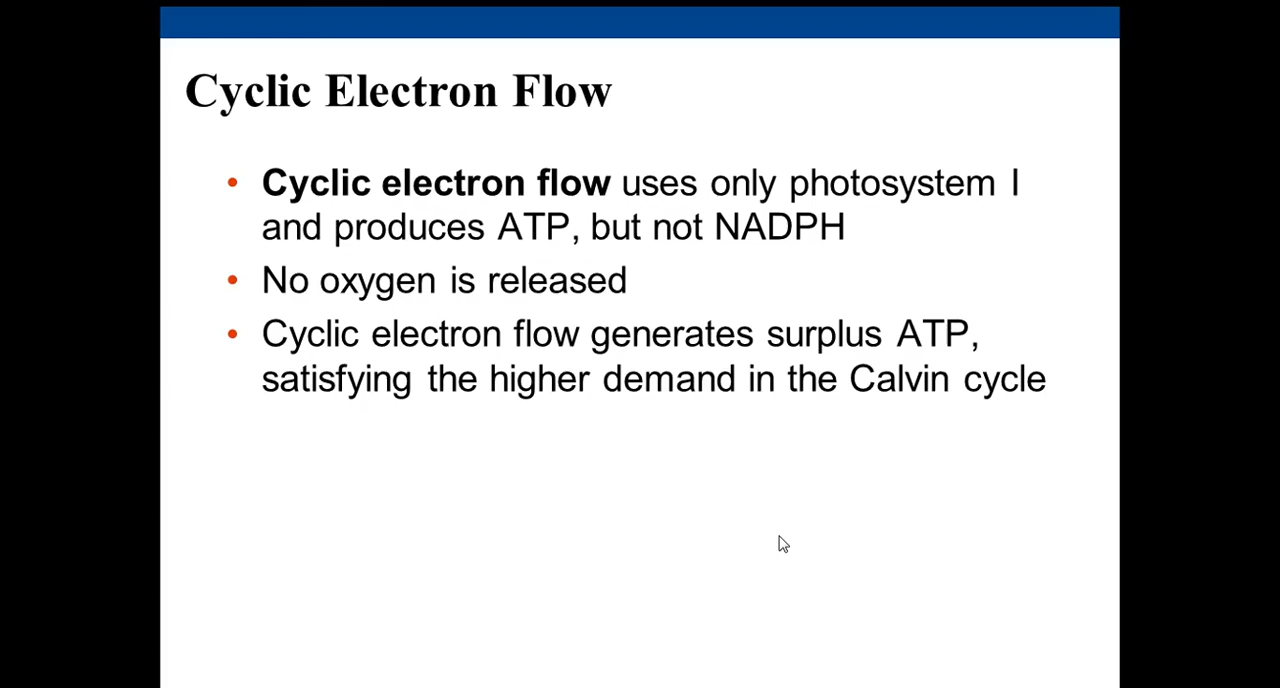 Cyclic Electron Flow
• Cyclic electron flow uses only photosystem I
and produces ATP, but not NADPH
• No oxygen is released
• Cyclic electron flow generates surplus ATP,
satisfying the higher demand in the Calvin cycle